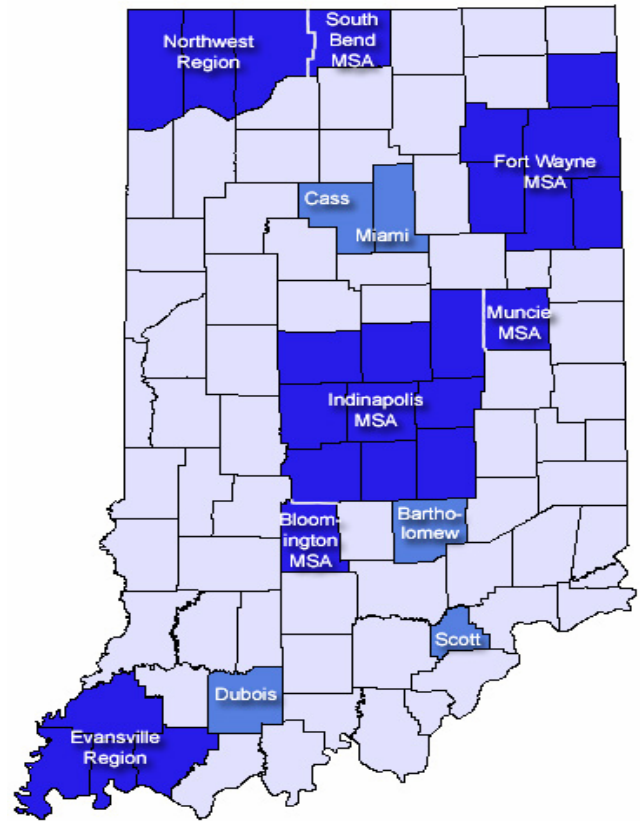 Northwest
Region
South
Bend
MSA
Fort Wayne
MSA
Cass
Miami
Muncie
MSA
Indinapolis
MSA
Bloom-
ington
MSA
Bartho-
lomew
Scott
Dubois
Evansville
Region